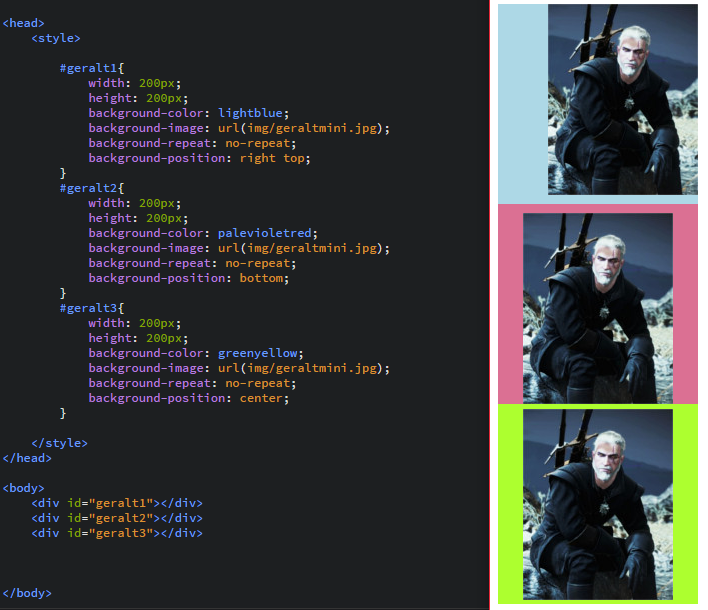 <head>
<style>
#geralt1{
width: 200px;
height: 200px;
background-color: lightblue;
background-image: url(img/geraltmini.jpg);
background-repeat: no-repeat;
background-position: right top;
}
#geralt2{
width: 200px;
height: 200px;
background-color: palevioletred;
background-image: url(img/geraltmini.jpg);
background-repeat: no-repeat;
background-position: bottom;
}
#geralt3{
width: 200px;
height: 200px;
background-color: greenyellow;
background-image: url(img/geraltmini.jpg);
background-repeat: no-repeat;
background-position: center;
}
</style>
</head>
<body>
<div id="geralt1"></div>
<div id="geralt2"></div>
<div id="geralt3"></div>
</body>